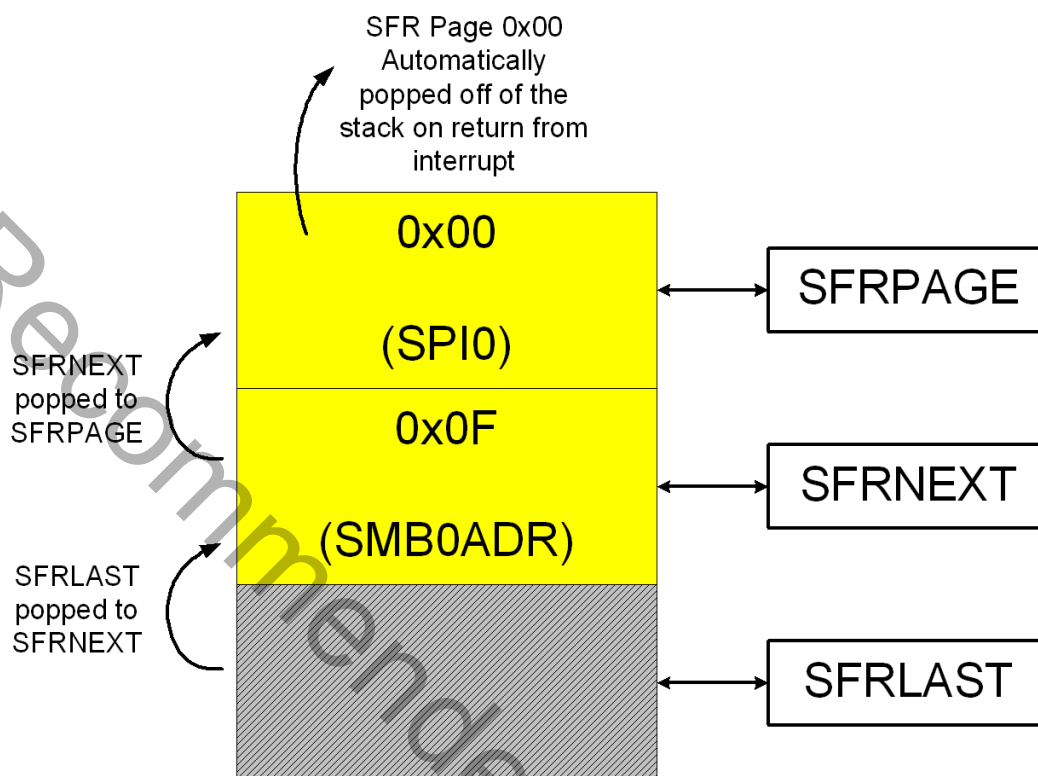 SFR Page 0x00
Automatically
popped off of the
stack on return from
interrupt
0x00
(SPI0)
SFRPAGE
SFRNEXT
popped to
SFRPAGE
0x0F
(SMB0ADR)
SFRNEXT
SFRLAST
popped to
SFRNEXT
SFRLAST
Recommende